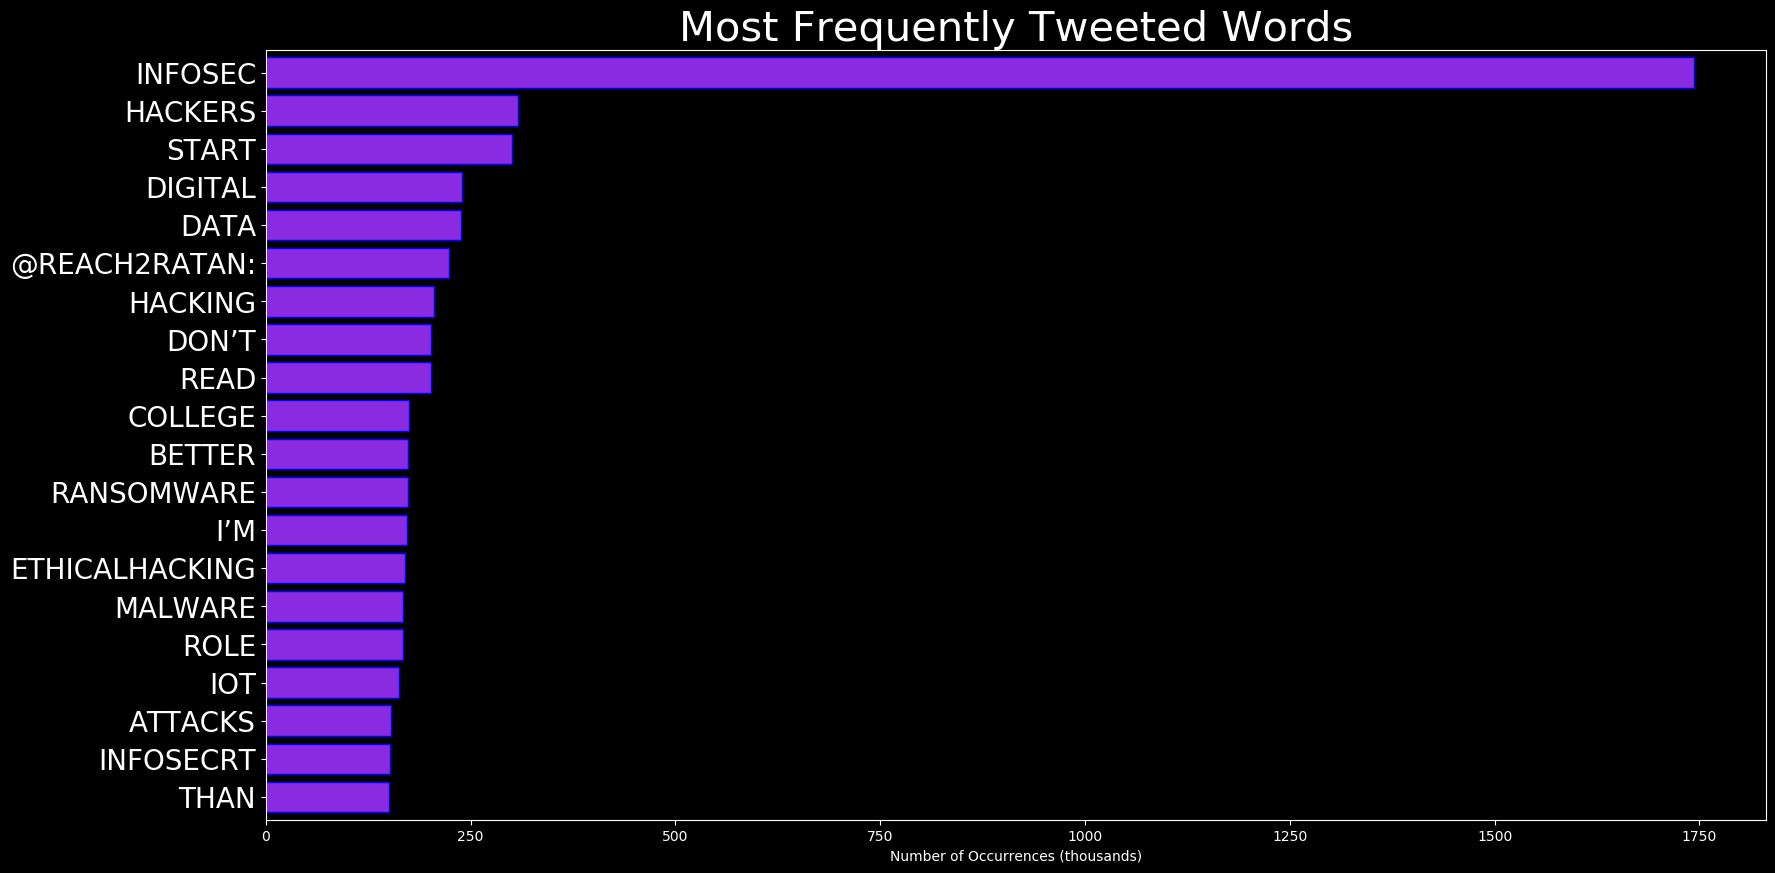 Most Frequently Tweeted Words
INFOSEC
HACKERS
START
DIGITAL
DATA
@REACH2RATAN:
HACKING
DON’T
READ
COLLEGE
BETTER
RANSOMWARE
I’M
ETHICALHACKING
MALWARE
ROLE
IOT
ATTACKS
INFOSECRT
THAN
0 250 500 750 1000 1250 1500 1750
Number of Occurrences (thousands)